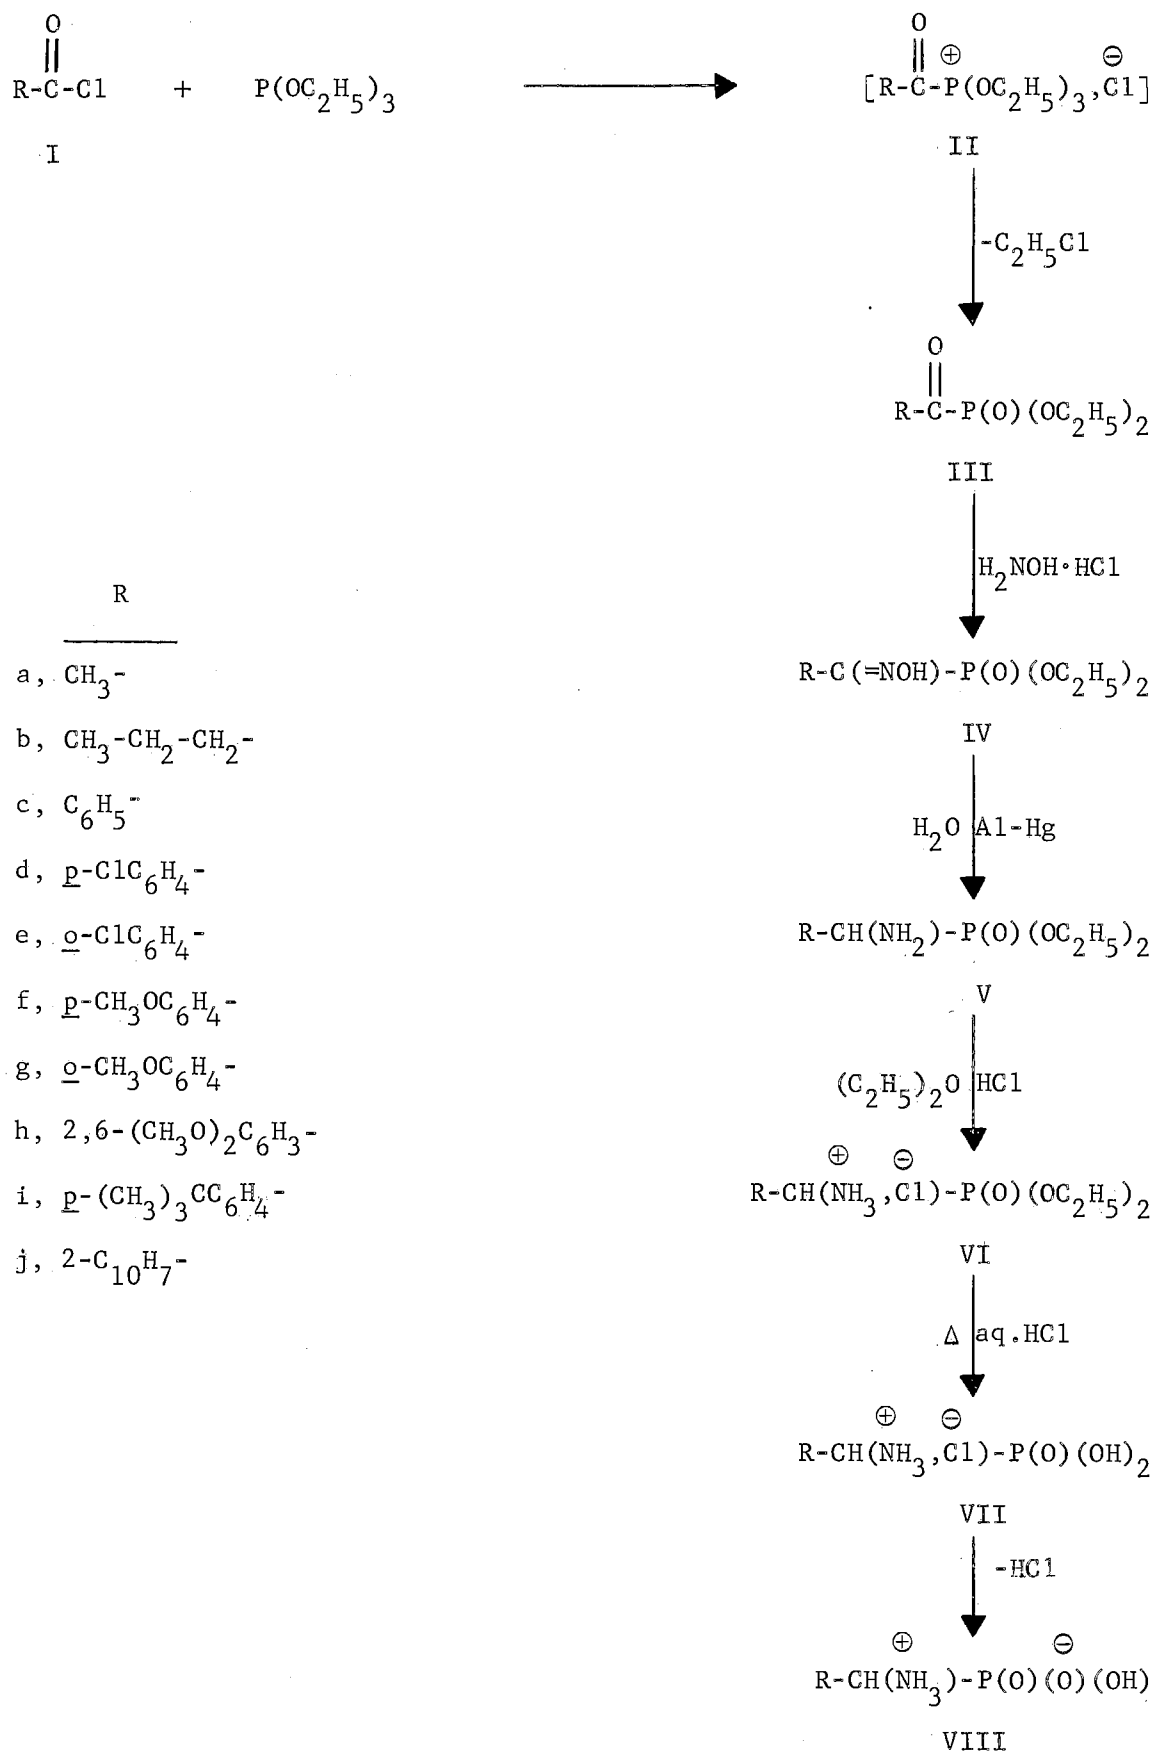 O
R-C-Cl + P(OC2H5)3
I
O
⊕ ⊖
[R-C-P(OC2H5)3,Cl]
II
-C2H5Cl
O
R-C-P(O)(OC2H5)2
III
H2NOH•HCl
R-C(=NOH)-P(O)(OC2H5)2
IV
H2O Al-Hg
R-CH(NH2)-P(O)(OC2H5)2
V
(C2H5)2O HCl
⊕ ⊖
R-CH(NH3,Cl)-P(O)(OC2H5)2
VI
Δ aq.HCl
⊕ ⊖
R-CH(NH3,Cl)-P(O)(OH)2
VII
-HCl
⊕ ⊖
R-CH(NH3)-P(O)(O)(OH)
VIII
R
a, CH3-
b, CH3-CH2-CH2-
c, C6H5-
d, p-ClC6H4-
e, o-ClC6H4-
f, p-CH3OC6H4-
g, o-CH3OC6H4-
h, 2,6-(CH3O)2C6H3-
i, p-(CH3)3CC6H4-
j, 2-C10H7-